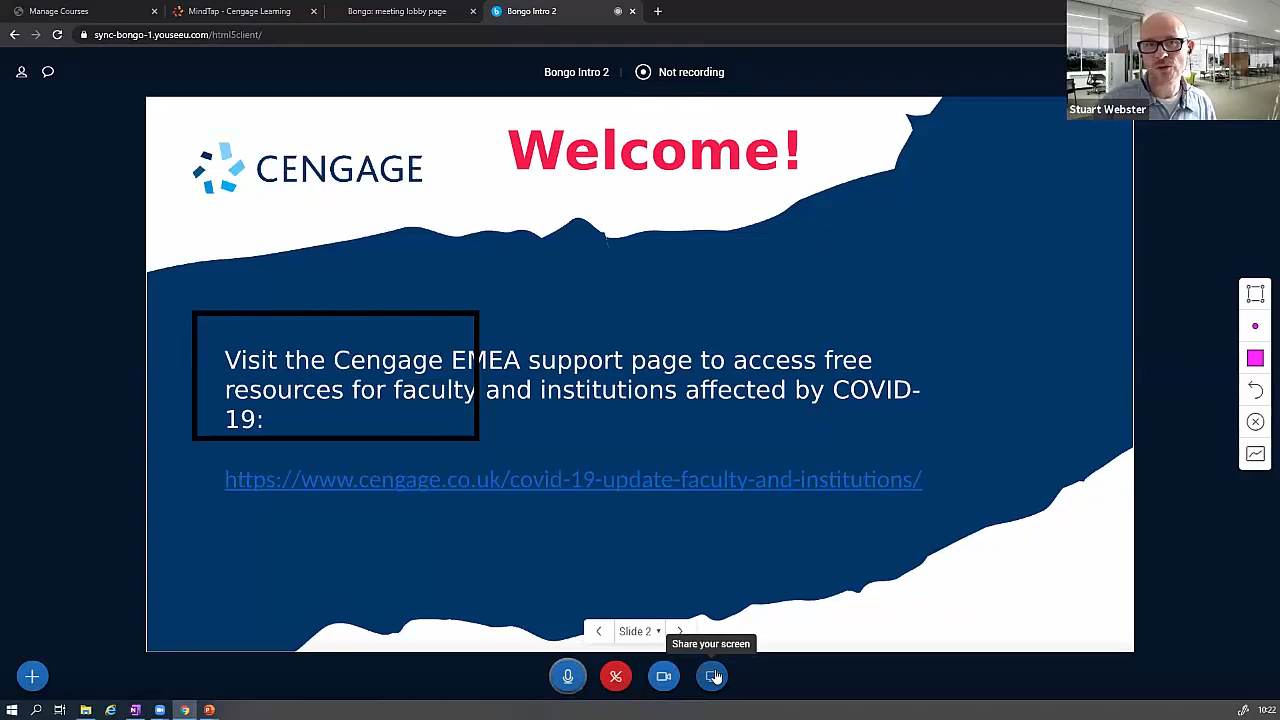 Manage Courses
MindTap - Cengage Learning
Bongo: meeting lobby page
Bongo Intro 2
sync-bongo-1.youseeu.com/html5client/
Bongo Intro 2
Not recording
Stuart Webster
CENGAGE
Welcome!
Visit the Cengage EMEA support page to access free
resources for faculty and institutions affected by COVID-
19:
https://www.cengage.co.uk/covid-19-update-faculty-and-institutions/
Slide 2
Share your screen
10:22